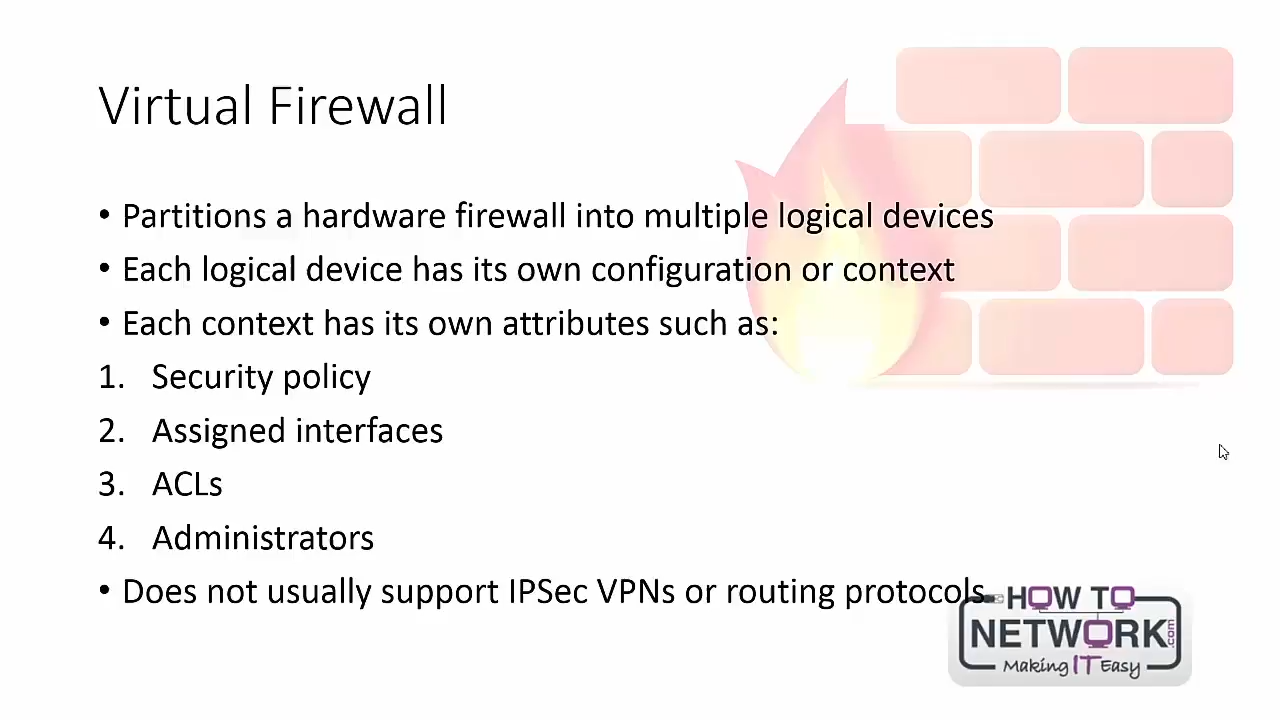 Virtual Firewall
• Partitions a hardware firewall into multiple logical devices
• Each logical device has its own configuration or context
• Each context has its own attributes such as:
1. Security policy
2. Assigned interfaces
3. ACLs
4. Administrators
• Does not usually support IPSec VPNs or routing protocols
HOW TO
NETWORK.com
Making IT Easy